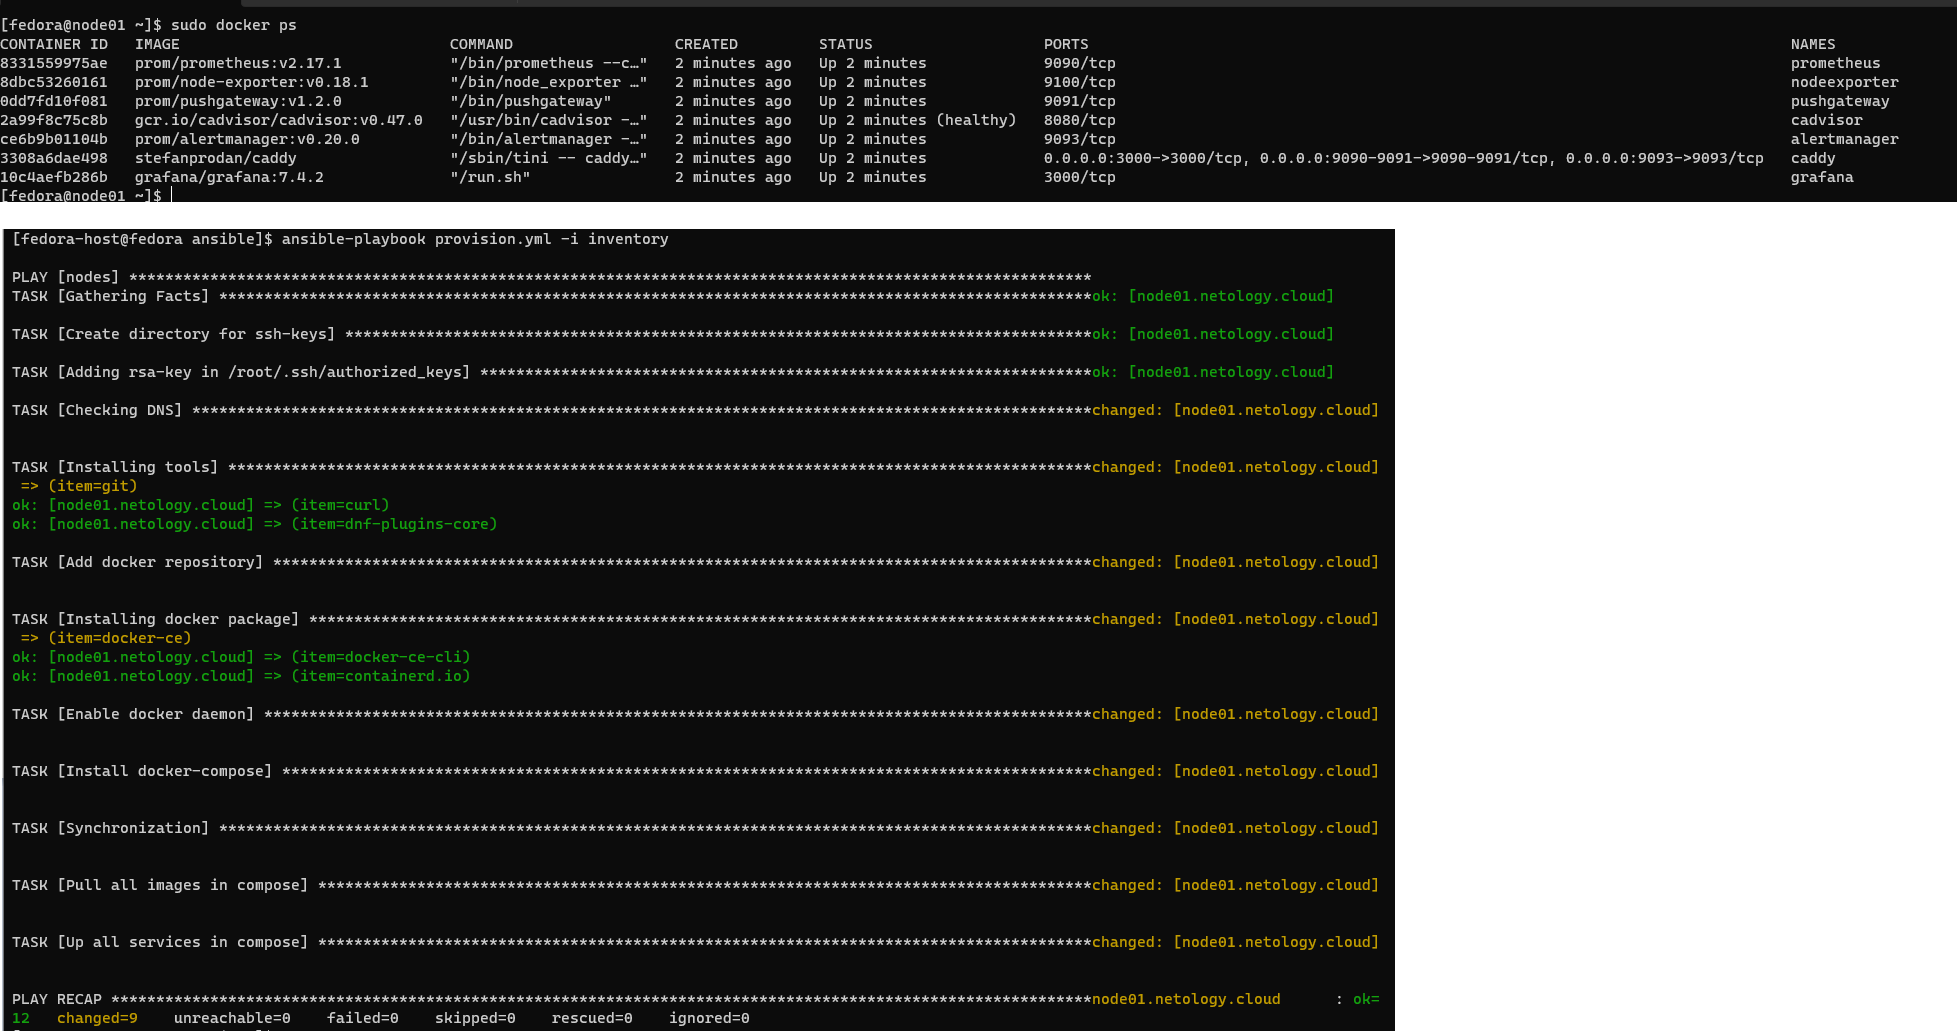 [fedora@node01 ~]$ sudo docker ps
CONTAINER ID   IMAGE                             COMMAND                  CREATED         STATUS                   PORTS                                                                            NAMES
8331559975ae   prom/prometheus:v2.17.1           "/bin/prometheus --c…"   2 minutes ago   Up 2 minutes             9090/tcp                                                                         prometheus
8dbc53260161   prom/node-exporter:v0.18.1        "/bin/node_exporter …"   2 minutes ago   Up 2 minutes             9100/tcp                                                                         nodeexporter
0dd7fd10f081   prom/pushgateway:v1.2.0           "/bin/pushgateway"       2 minutes ago   Up 2 minutes             9091/tcp                                                                         pushgateway
2a99f8c75c8b   gcr.io/cadvisor/cadvisor:v0.47.0   "/usr/bin/cadvisor -…"   2 minutes ago   Up 2 minutes (healthy)   8080/tcp                                                                         cadvisor
ce6b9b01104b   prom/alertmanager:v0.20.0         "/bin/alertmanager -…"   2 minutes ago   Up 2 minutes             9093/tcp                                                                         alertmanager
3308a6dae498   stefanprodan/caddy                "/sbin/tini -- caddy…"   2 minutes ago   Up 2 minutes             0.0.0.0:3000->3000/tcp, 0.0.0.0:9090-9091->9090-9091/tcp, 0.0.0.0:9093->9093/tcp   caddy
10c4aefb286b   grafana/grafana:7.4.2             "/run.sh"                2 minutes ago   Up 2 minutes             3000/tcp                                                                         grafana
[fedora@node01 ~]$
[fedora-host@fedora ansible]$ ansible-playbook provision.yml -i inventory
PLAY [nodes] ***********************************************************************************************************
TASK [Gathering Facts] *************************************************************************************************ok: [node01.netology.cloud]
TASK [Create directory for ssh-keys] ***********************************************************************************ok: [node01.netology.cloud]
TASK [Adding rsa-key in /root/.ssh/authorized_keys] ********************************************************************ok: [node01.netology.cloud]
TASK [Checking DNS] ****************************************************************************************************changed: [node01.netology.cloud]
TASK [Installing tools] ************************************************************************************************changed: [node01.netology.cloud]
 => (item=git)
ok: [node01.netology.cloud] => (item=curl)
ok: [node01.netology.cloud] => (item=dnf-plugins-core)
TASK [Add docker repository] *******************************************************************************************changed: [node01.netology.cloud]
TASK [Installing docker package] ***************************************************************************************changed: [node01.netology.cloud]
 => (item=docker-ce)
ok: [node01.netology.cloud] => (item=docker-ce-cli)
ok: [node01.netology.cloud] => (item=containerd.io)
TASK [Enable docker daemon] ********************************************************************************************changed: [node01.netology.cloud]
TASK [Install docker-compose] ******************************************************************************************changed: [node01.netology.cloud]
TASK [Synchronization] *************************************************************************************************changed: [node01.netology.cloud]
TASK [Pull all images in compose] **************************************************************************************changed: [node01.netology.cloud]
TASK [Up all services in compose] **************************************************************************************changed: [node01.netology.cloud]
PLAY RECAP *************************************************************************************************************node01.netology.cloud      : ok=
12   changed=9    unreachable=0    failed=0    skipped=0    rescued=0    ignored=0